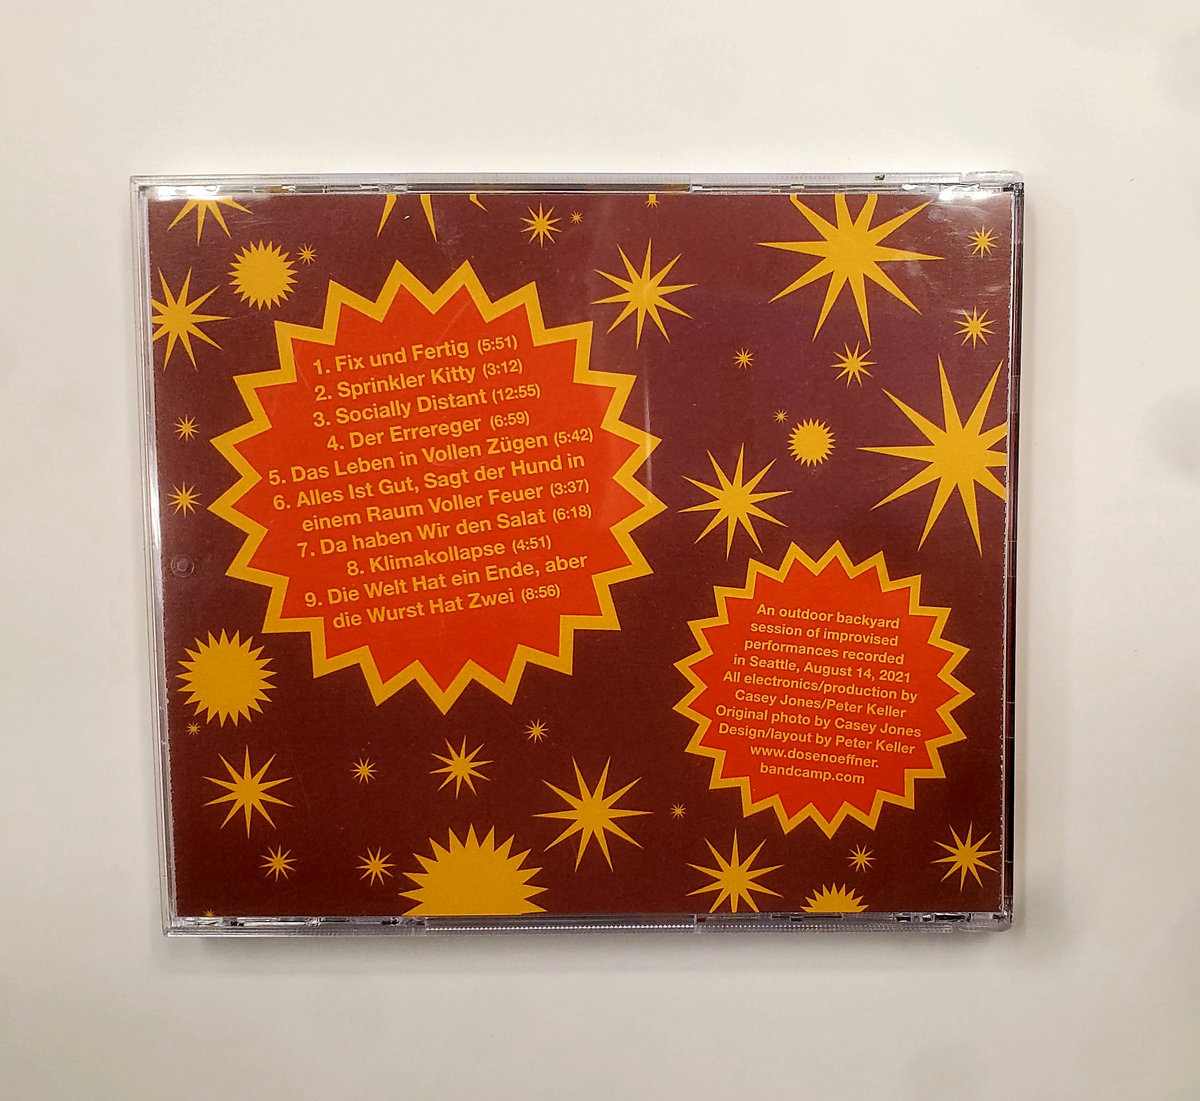 1. Fix und Fertig (5:51)
2. Sprinkler Kitty (3:12)
3. Socially Distant (12:55)
4. Der Errereger (6:59)
5. Das Leben in Vollen Zügen (5:42)
6. Alles Ist Gut, Sagt der Hund in
einem Raum Voller Feuer (3:37)
7. Da haben Wir den Salat (6:18)
8. Klimakollapse (4:51)
9. Die Welt Hat ein Ende, aber
die Wurst Hat Zwei (8:56)
An outdoor backyard
session of improvised
performances recorded
in Seattle, August 14, 2021
All electronics/production by
Casey Jones/Peter Keller
Original photo by Casey Jones
Design/layout by Peter Keller
www.dosenoeffner.
bandcamp.com